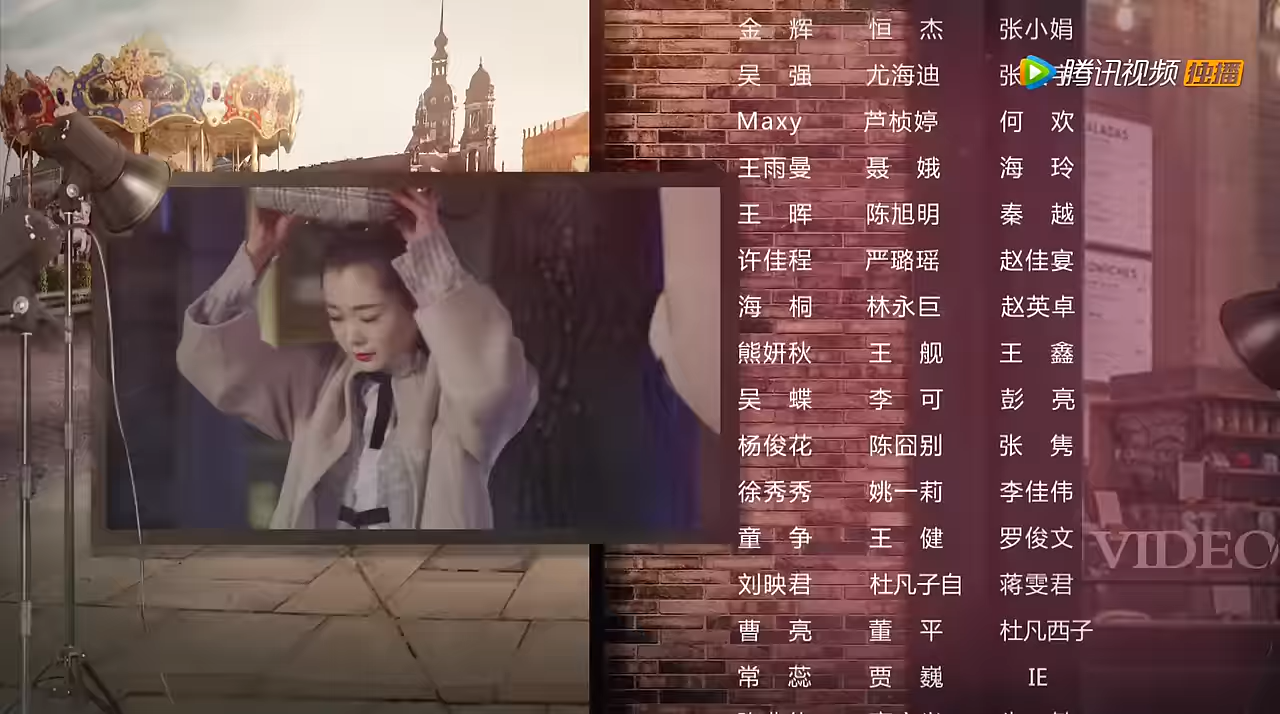 金 辉 恒 杰 张小娟
吴 强 尤海迪 张
腾讯视频 独播
Maxy 芦桢婷 何 欢
王雨曼 聂 娥 海 玲
王 晖 陈旭明 秦 越
许佳程 严璐瑶 赵佳宴
海 桐 林永巨 赵英卓
熊妍秋 王 舰 王 鑫
吴 蝶 李 可 彭 亮
杨俊花 陈囧别 张 隽
徐秀秀 姚一莉 李佳伟
童 争 王 健 罗俊文
VIDEO
刘映君 杜凡子自 蒋雯君
曹 亮 董 平 杜凡西子
常 蕊 贾 巍 IE